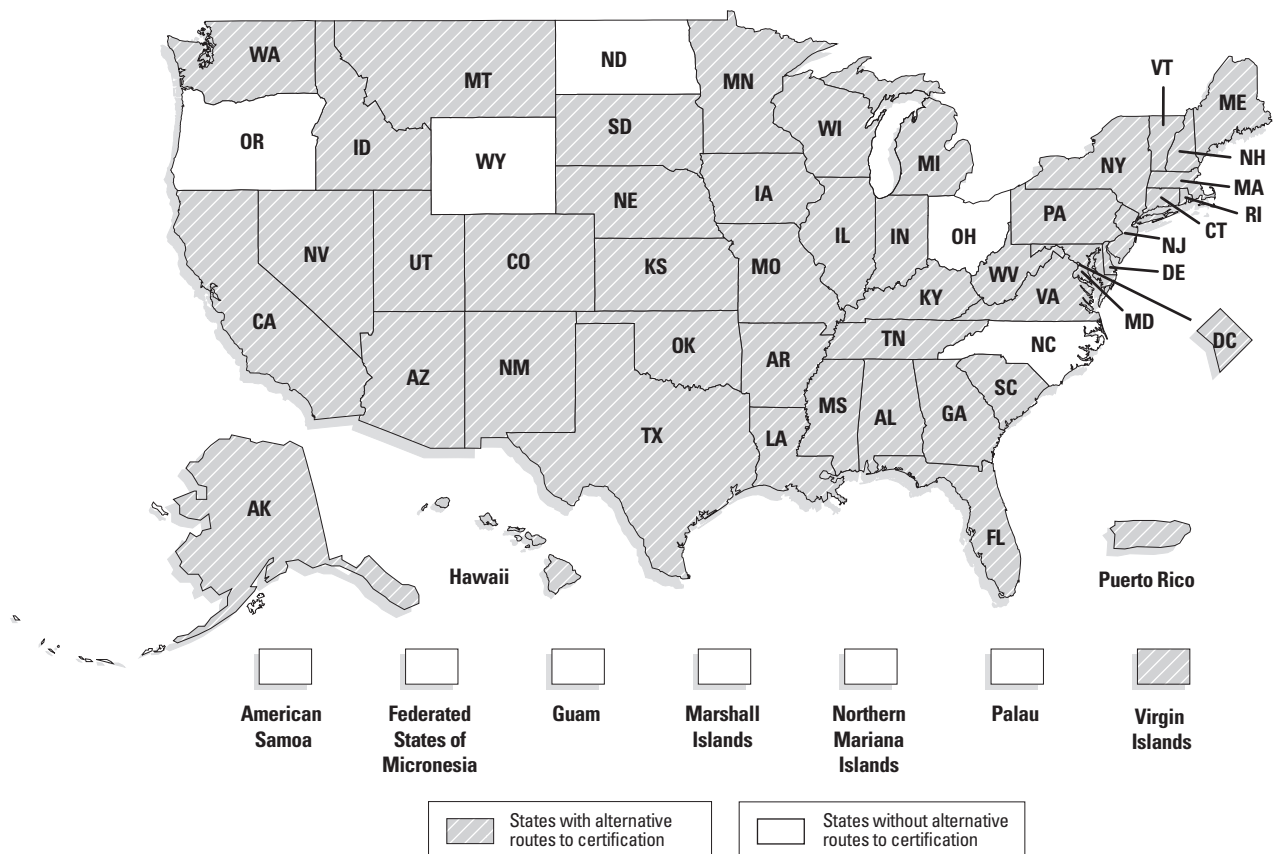 WA
MT
ND
MN
VT
ME
OR
ID
SD
WI
MI
NY
NH
WY
MA
RI
CT
NE
IA
PA
NJ
NV
UT
CO
KS
MO
IL
IN
OH
WV
DE
VA
MD
KY
CA
DC
AZ
NM
OK
AR
TN
NC
SC
MS
AL
GA
TX
LA
FL
AK
Hawaii
Puerto Rico
American
Samoa
Federated
States of
Micronesia
Guam
Marshall
Islands
Northern
Mariana
Islands
Palau
Virgin
Islands
States with alternative
routes to certification
States without alternative
routes to certification